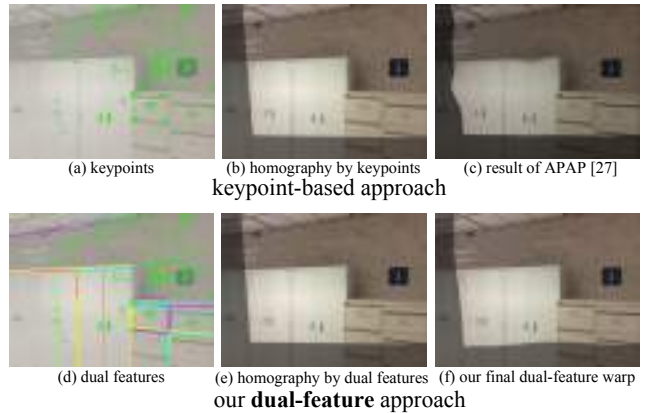 (a) keypoints
(b) homography by keypoints
(c) result of APAP [27]
keypoint-based approach
(d) dual features
(e) homography by dual features
(f) our final dual-feature warp
our dual-feature approach